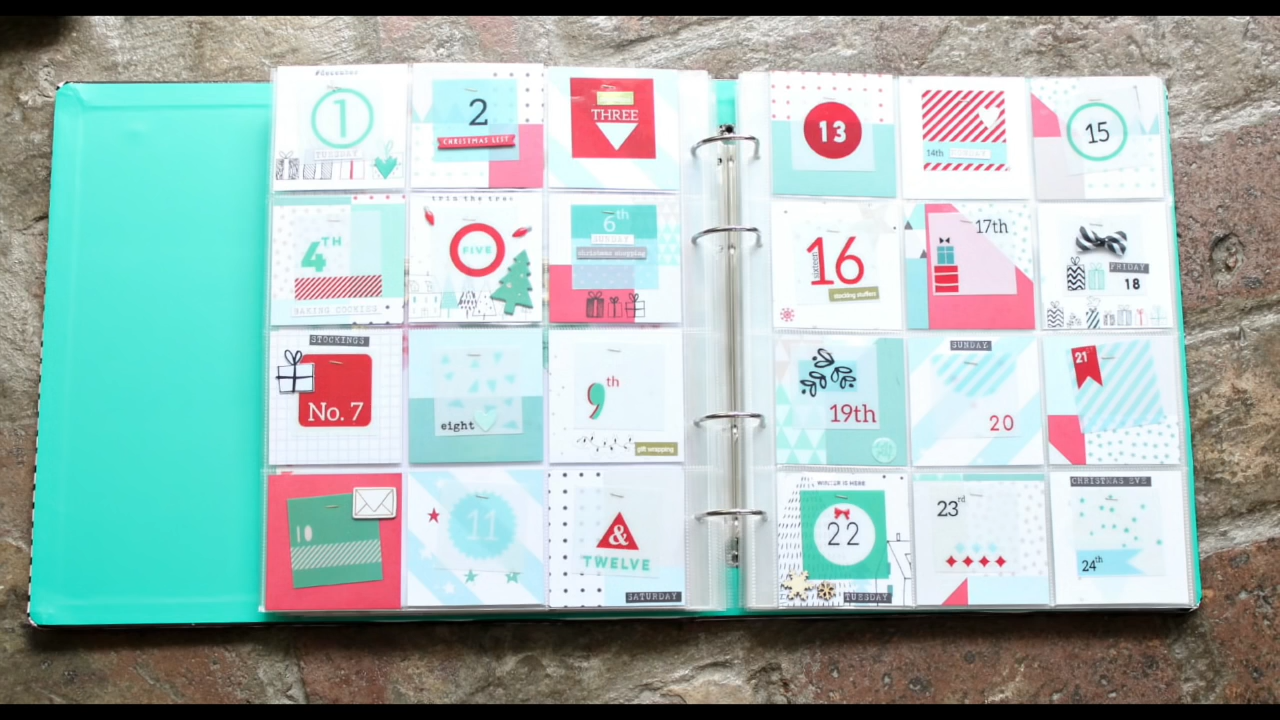 #december
1
TUESDAY
2
CHRISTMAS LIST
THREE
4TH
BAKING COOKIES
trim the tree
FIVE
6th
SUNDAY
christmas shopping
STOCKINGS
No. 7
eight
9th
gift wrapping
10
11
&
TWELVE
SATURDAY
13
14th
15
16
sixteen
stocking stuffers
17th
FRIDAY
18
19th
SUNDAY
20
21
WINTER IS HERE
22
TUESDAY
23rd
CHRISTMAS EVE
24th